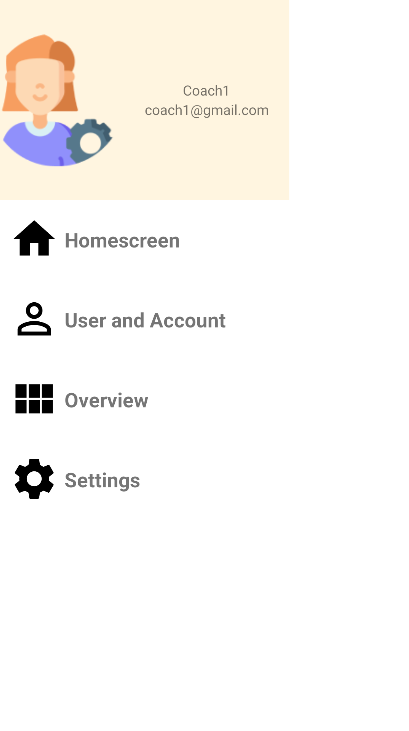 Coach1
coach1@gmail.com
Homescreen
User and Account
Overview
Settings